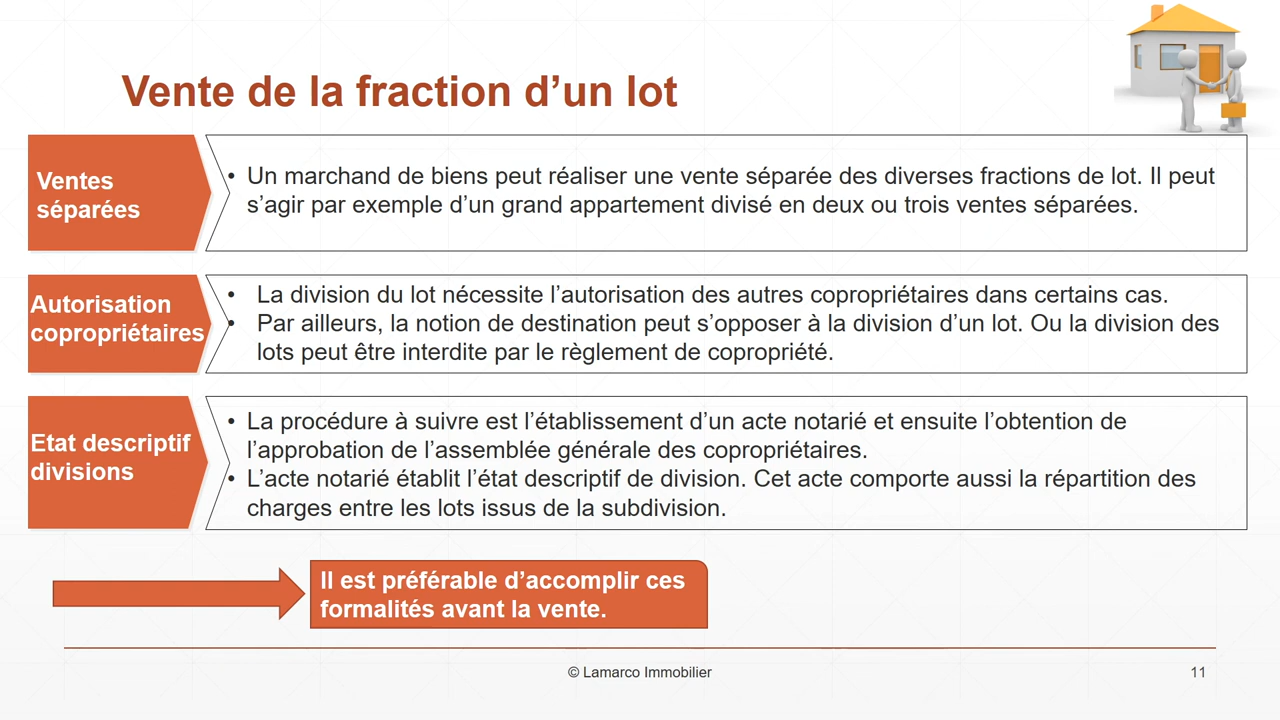 Vente de la fraction d’un lot
Ventes
séparées
• Un marchand de biens peut réaliser une vente séparée des diverses fractions de lot. Il peut
s’agir par exemple d’un grand appartement divisé en deux ou trois ventes séparées.
Autorisation
copropriétaires
• La division du lot nécessite l’autorisation des autres copropriétaires dans certains cas.
• Par ailleurs, la notion de destination peut s’opposer à la division d’un lot. Ou la division des
lots peut être interdite par le règlement de copropriété.
Etat descriptif
divisions
• La procédure à suivre est l’établissement d’un acte notarié et ensuite l’obtention de
l’approbation de l’assemblée générale des copropriétaires.
• L’acte notarié établit l’état descriptif de division. Cet acte comporte aussi la répartition des
charges entre les lots issus de la subdivision.
Il est préférable d’accomplir ces
formalités avant la vente.
© Lamarco Immobilier
11